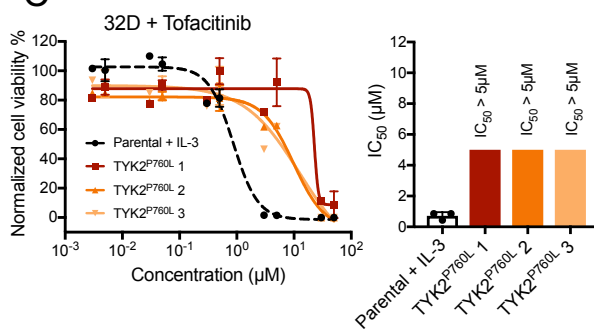 32D + Tofacitinib
Normalized cell viability %
120
100
80
60
40
20
0
Parental + IL-3
TYK2P760L 1
TYK2P760L 2
TYK2P760L 3
10-3 10-2 10-1 100 101 102
Concentration (µM)
IC50 (µM)
12
10
8
6
4
2
0
IC50 > 5µM
IC50 > 5µM
IC50 > 5µM
Parental + IL-3
TYK2P760L 1
TYK2P760L 2
TYK2P760L 3